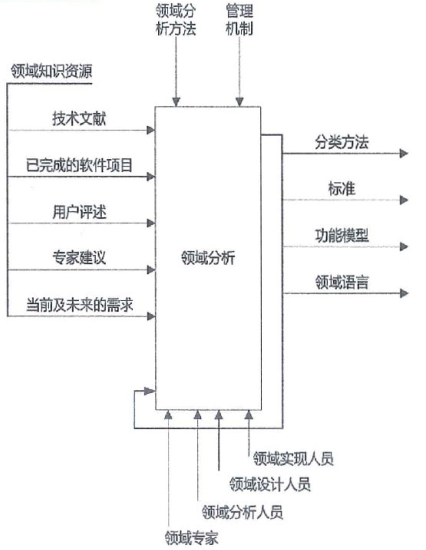 领域分
析方法
管理
机制
领域知识资源
技术文献
已完成的软件项目
用户评述
专家建议
当前及未来的需求
领域分析
分类方法
标准
功能模型
领域语言
领域实现人员
领域设计人员
领域分析人员
领域专家